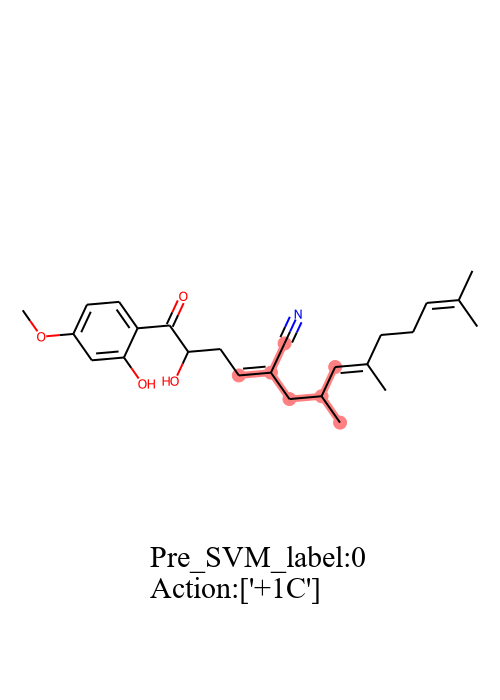 N
O
O
OH
HO
Pre_SVM_label:0
Action:['+1C']